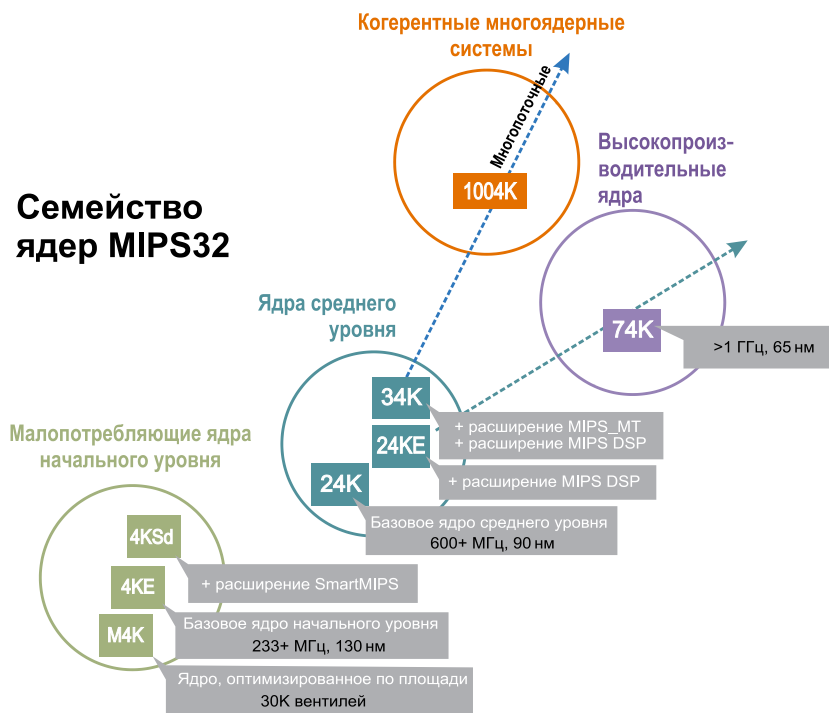 Когерентные многоядерные
системы
Многопоточные
1004K
Высокопроиз-
водительные
ядра
Семейство
ядер MIPS32
Ядра среднего
уровня
74K
>1 ГГц, 65 нм
34K
+ расширение MIPS_MT
+ расширение MIPS DSP
24KE
+ расширение MIPS DSP
24K
Базовое ядро среднего уровня
600+ МГц, 90 нм
Малопотребляющие ядра
начального уровня
4KSd
+ расширение SmartMIPS
4KE
Базовое ядро начального уровня
233+ МГц, 130 нм
M4K
Ядро, оптимизированное по площади
30K вентилей